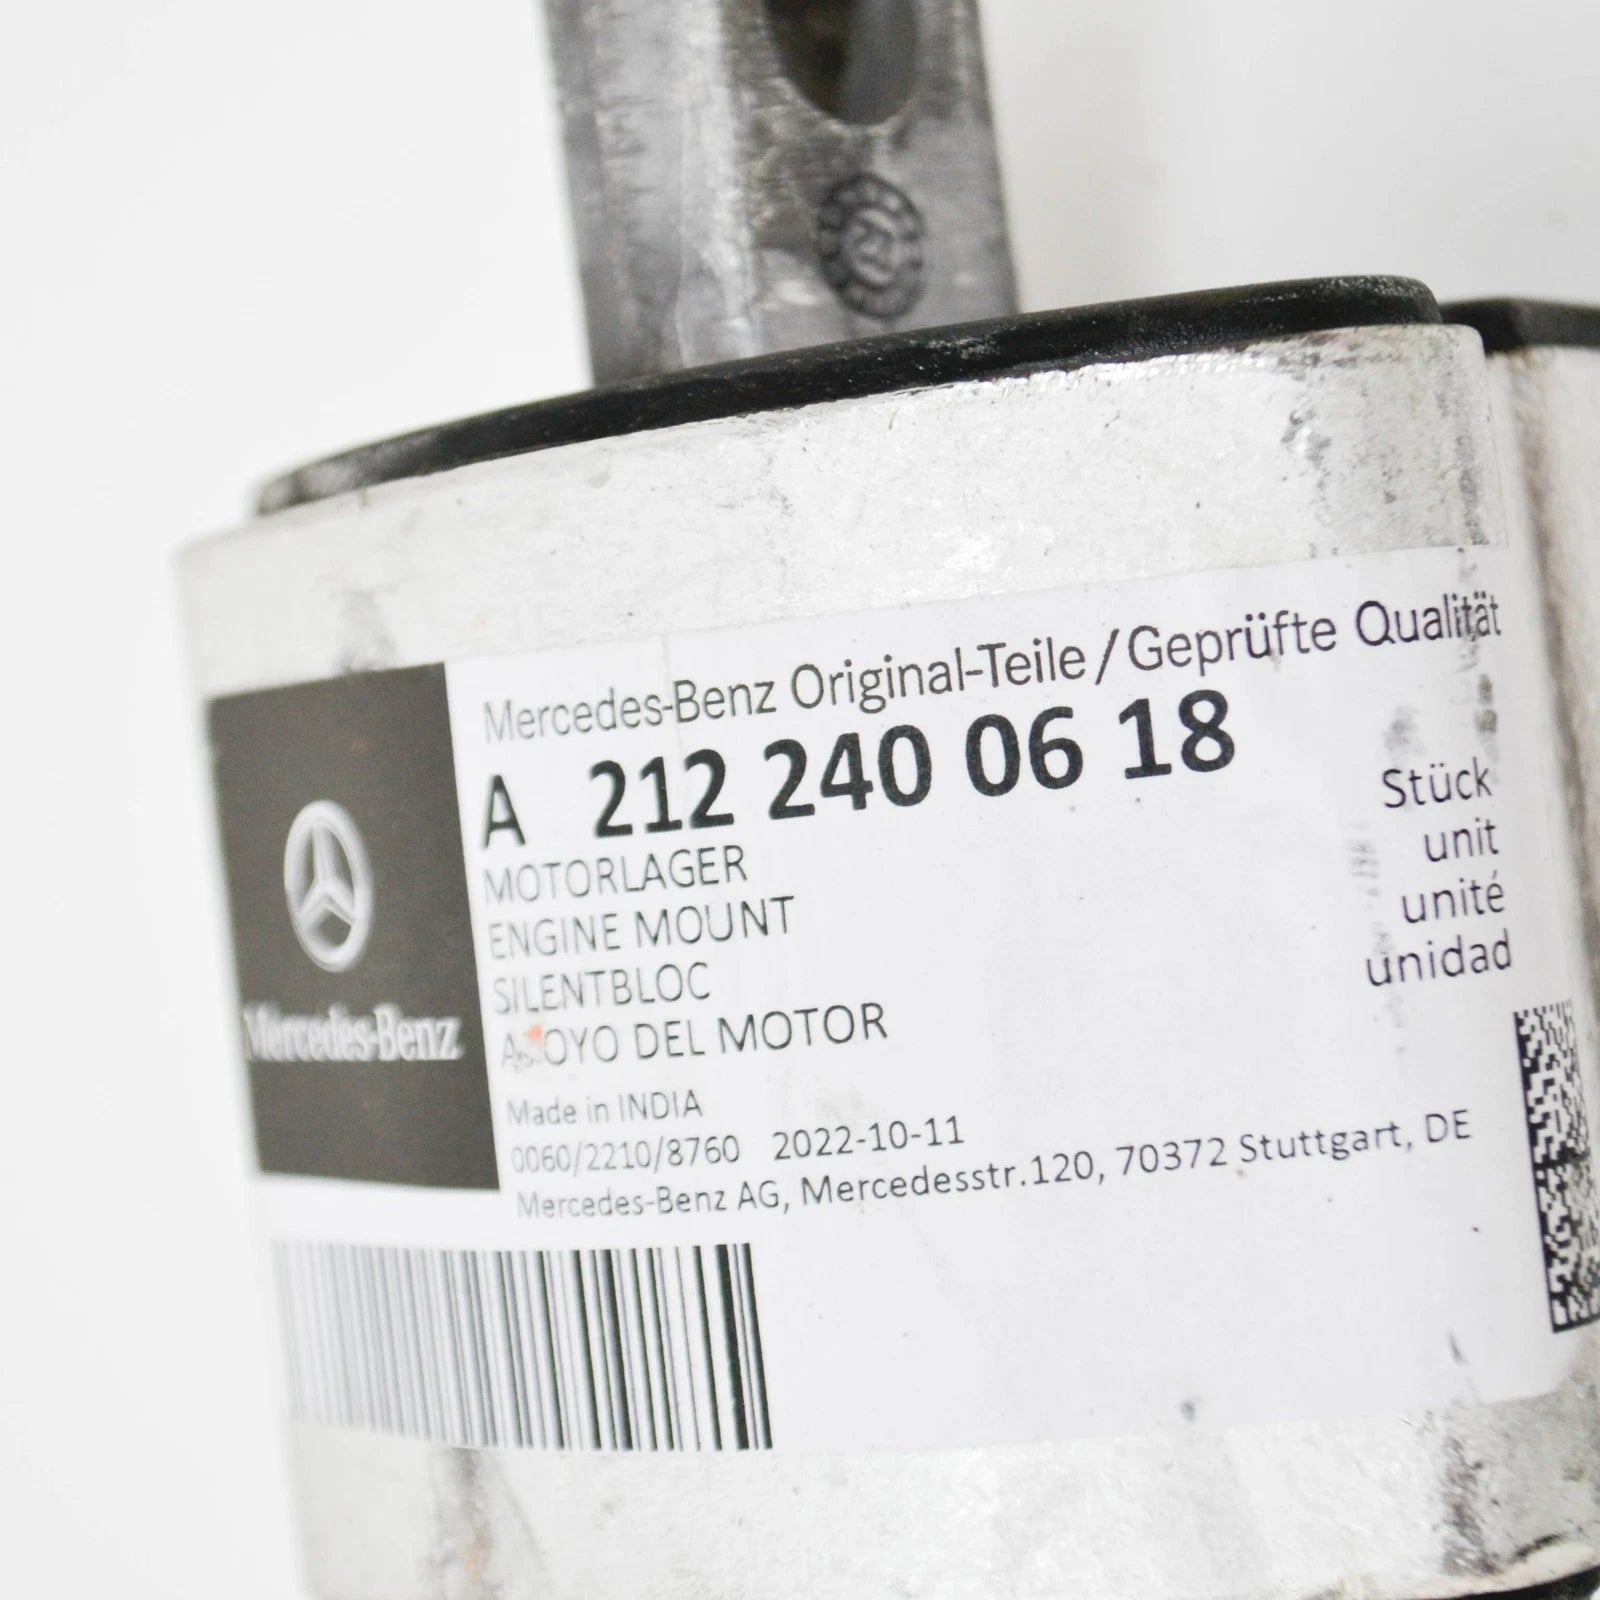 Mercedes-Benz Original-Teile / Geprüfte Qualität
A 212 240 06 18
Stück
unit
unité
unidad
MOTORLAGER
ENGINE MOUNT
SILENTBLOC
DEL MOTOR
Made in INDIA
0060/2210/8760 2022-10-11
Mercedes-Benz AG, Mercedesstr.120, 70372 Stuttgart, DE
Mercedes-Benz